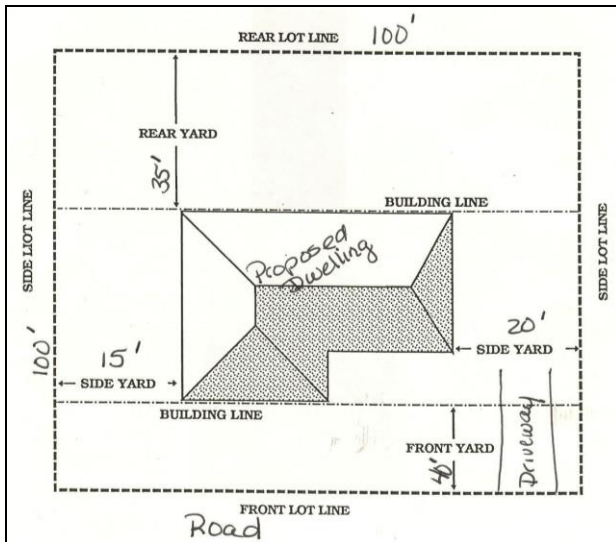 REAR LOT LINE 100'
REAR YARD
35'
BUILDING LINE
SIDE LIOT LINE
100'
SIDE LOT LINE
Proposed
Dwelling
15'
SIDE YARD
20'
SIDE YARD
BUILDING LINE
FRONT YARD
40'
Driveway
FRONT LOT LINE
Road